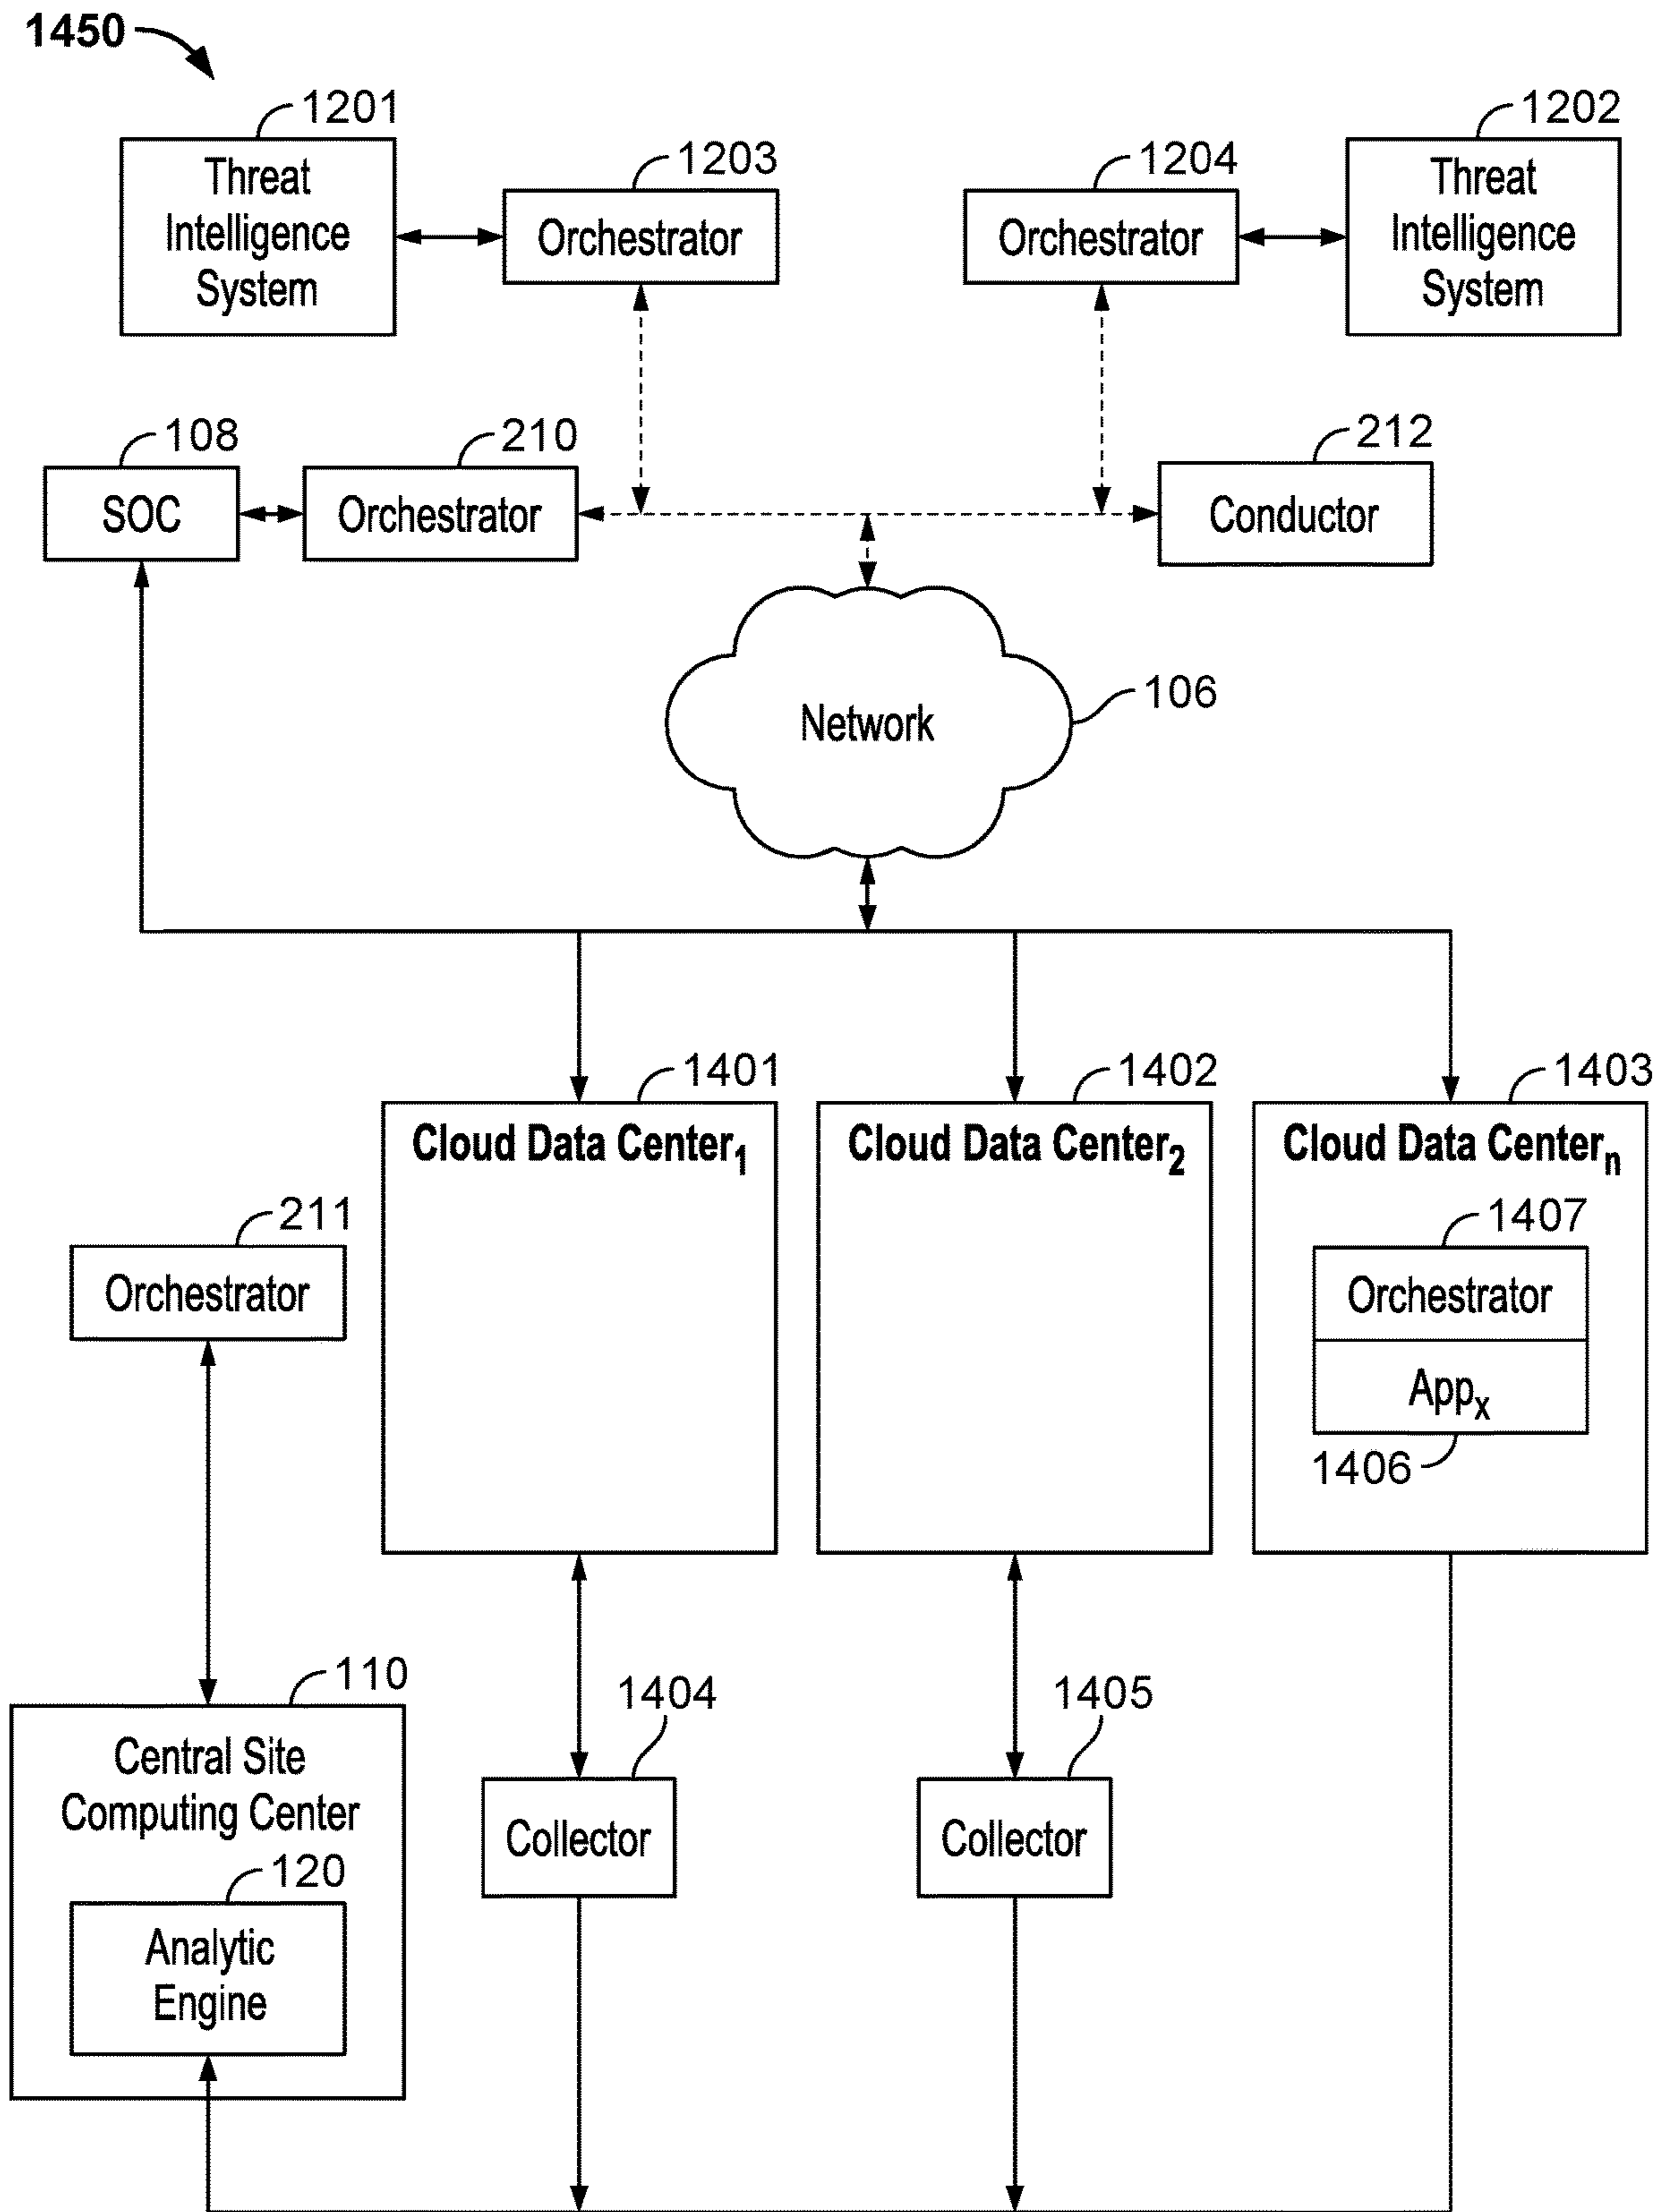 1450
1201
1202
1203
1204
Threat
Intelligence
System
Orchestrator
Orchestrator
Threat
Intelligence
System
108
210
212
SOC
Orchestrator
Conductor
106
Network
1401
1402
1403
Cloud Data Center₁
Cloud Data Center₂
Cloud Data Centerₙ
211
1407
Orchestrator
Orchestrator
Appₓ
1406
110
1404
1405
Central Site
Computing Center
Collector
Collector
120
Analytic
Engine